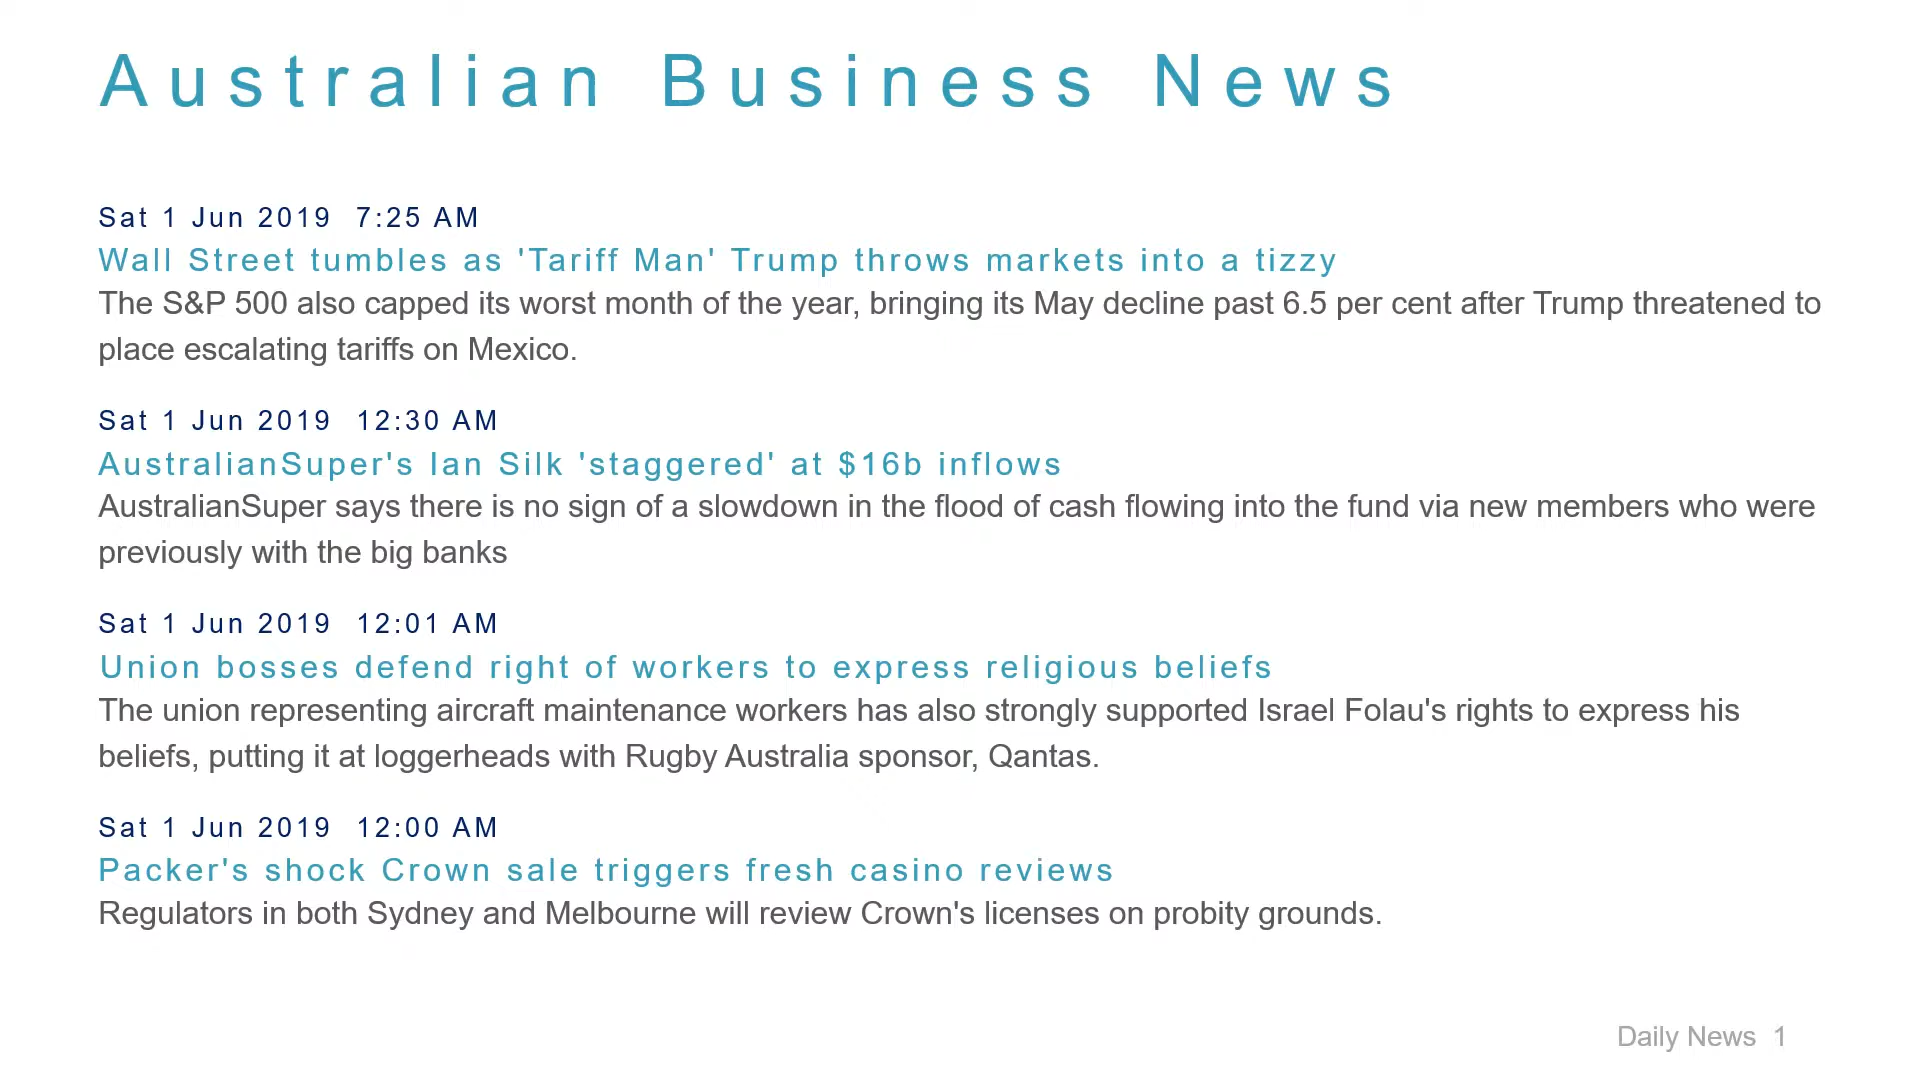 Australian Business News
Sat 1 Jun 2019 7:25 AM
Wall Street tumbles as 'Tariff Man' Trump throws markets into a tizzy
The S&P 500 also capped its worst month of the year, bringing its May decline past 6.5 per cent after Trump threatened to
place escalating tariffs on Mexico.
Sat 1 Jun 2019 12:30 AM
AustralianSuper's Ian Silk 'staggered' at $16b inflows
AustralianSuper says there is no sign of a slowdown in the flood of cash flowing into the fund via new members who were
previously with the big banks
Sat 1 Jun 2019 12:01 AM
Union bosses defend right of workers to express religious beliefs
The union representing aircraft maintenance workers has also strongly supported Israel Folau's rights to express his
beliefs, putting it at loggerheads with Rugby Australia sponsor, Qantas.
Sat 1 Jun 2019 12:00 AM
Packer's shock Crown sale triggers fresh casino reviews
Regulators in both Sydney and Melbourne will review Crown's licenses on probity grounds.
Daily News 1